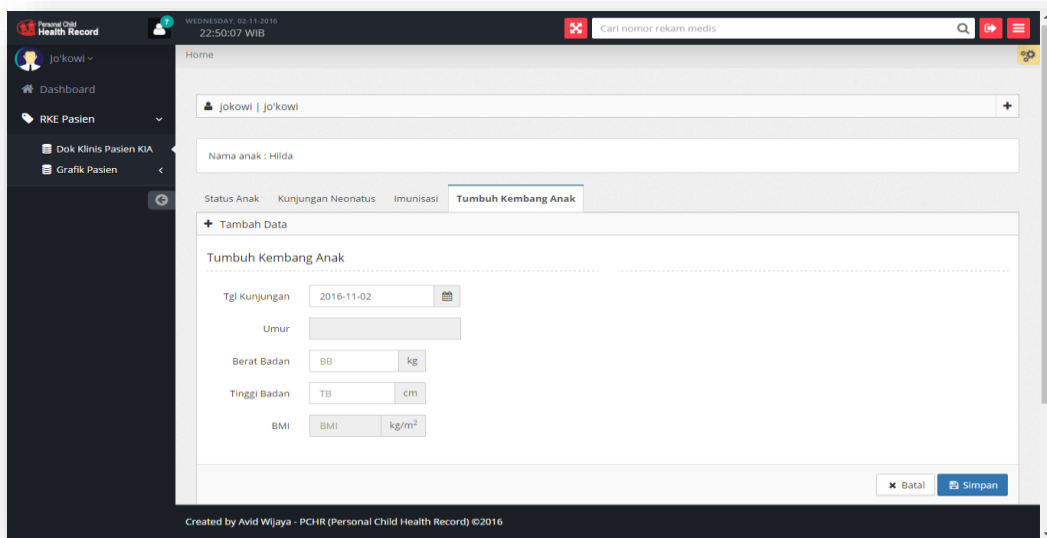 Personal Child
Health Record
?
WEDNESDAY, 02-11-2016
22:50:07 WIB
Cari nomor rekam medis
Jo'kowi
Home
Dashboard
RKE Pasien
Dok Klinis Pasien KIA
Grafik Pasien
jokowi | jo'kowi
Nama anak : Hilda
Status Anak Kunjungan Neonatus Imunisasi Tumbuh Kembang Anak
Tambah Data
Tumbuh Kembang Anak
Tgl Kunjungan 2016-11-02
Umur
Berat Badan BB kg
Tinggi Badan TB cm
BMI BMI kg/m²
Batal Simpan
Created by Avid Wijaya - PCHR (Personal Child Health Record) ©2016